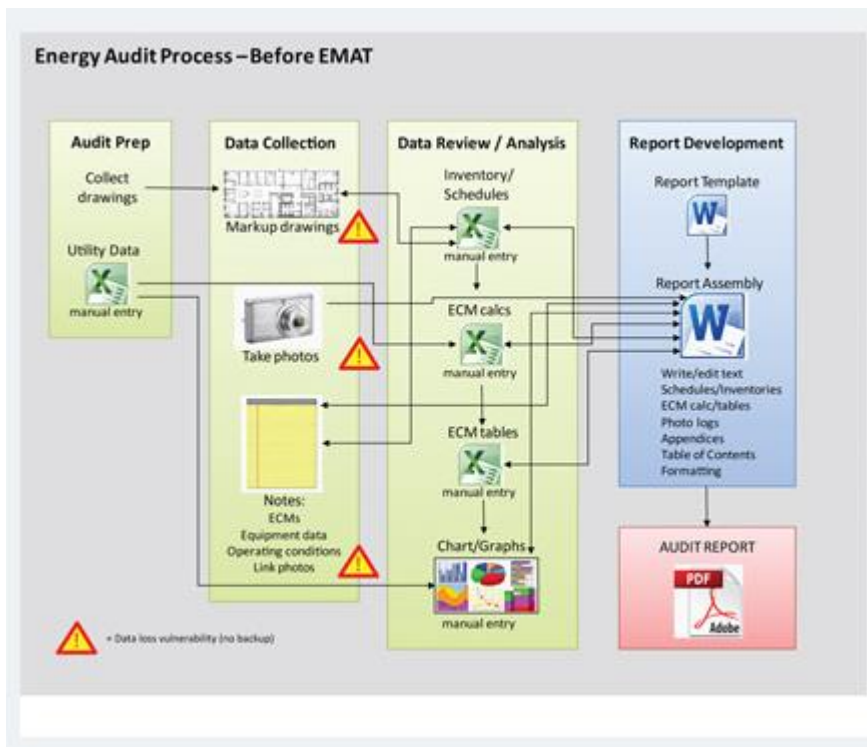 Energy Audit Process – Before EMAT
Audit Prep
Collect
drawings
Utility Data
manual entry
Data Collection
Markup drawings
Take photos
Notes:
ECMs
Equipment data
Operating conditions
Link photos
Data Review / Analysis
Inventory/
Schedules
manual entry
ECM calcs
manual entry
ECM tables
manual entry
Chart/Graphs
manual entry
Report Development
Report Template
Report Assembly
Write/edit text
Schedules/Inventories
ECM calc/tables
Photo logs
Appendices
Table of Contents
Formatting
AUDIT REPORT
PDF
Adobe
= Data loss vulnerability (no backup)